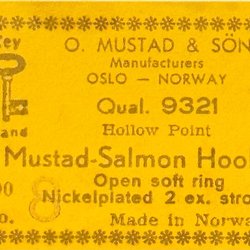 Key
O. MUSTAD & SÖN
Manufacturers
OSLO – NORWAY
Qual. 9321
and
Hollow Point
Mustad-Salmon Hoo
Open soft ring
Nickelplated 2 ex. stro
o.
Made in Norwa